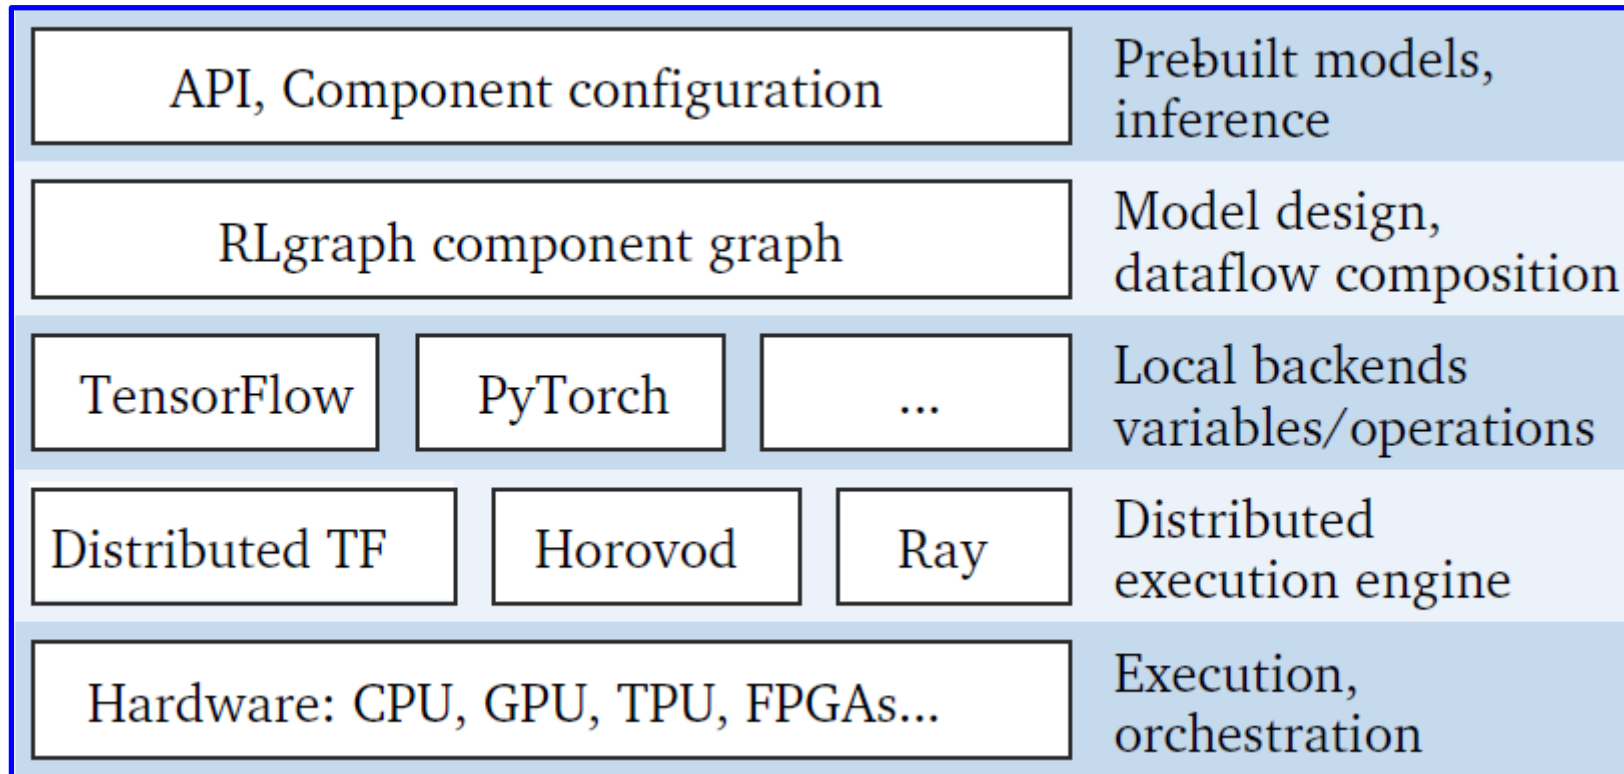 API, Component configuration
Prebuilt models,
inference
RLgraph component graph
Model design,
dataflow composition
TensorFlow
PyTorch
...
Local backends
variables/operations
Distributed TF
Horovod
Ray
Distributed
execution engine
Hardware: CPU, GPU, TPU, FPGAs...
Execution,
orchestration